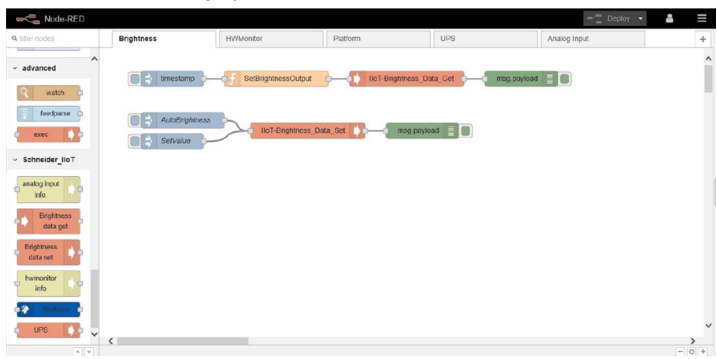 Node-RED
Deploy
filter nodes
Brightness
HWMonitor
Platform
UPS
Analog Input
advanced
watch
feedparse
exec
Schneider_IIoT
analog Input
info
Brightness
data get
Brightness
data set
hwmonitor
info
UPS
timestamp
SetBrightnessOutput
IIoT-Brightness_Data_Get
msg.payload
AutoBrightness
SetValue
IIoT-Brightness_Data_Set
msg.payload